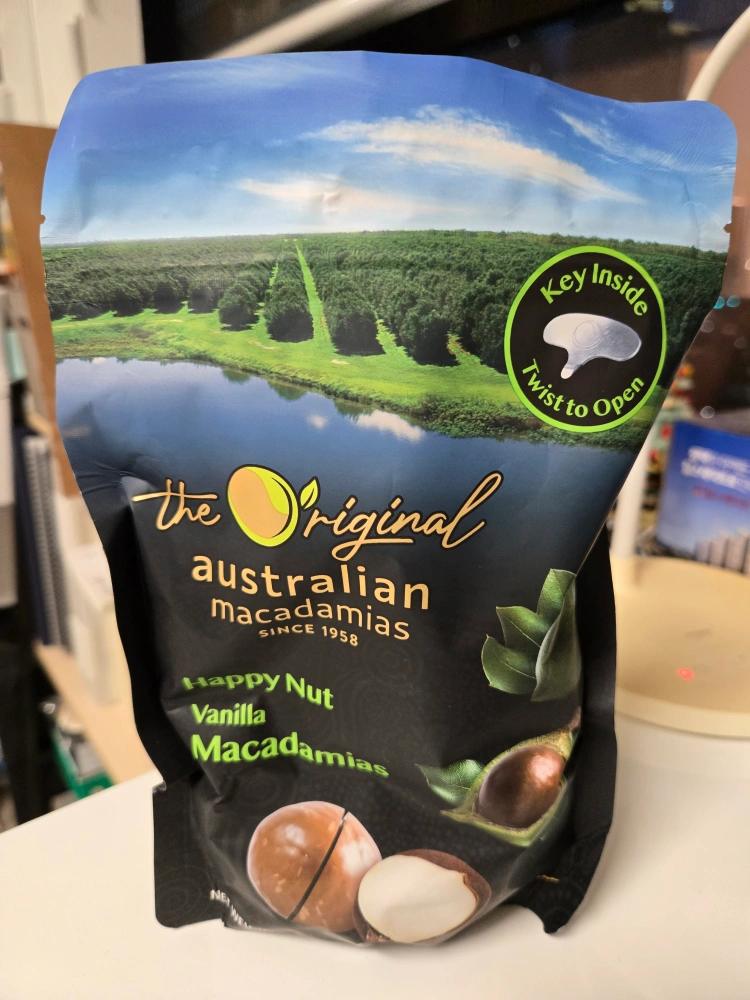 Key Inside
Twist to Open
the Original
australian
macadamias
SINCE 1958
Happy Nut
Vanilla
Macadamias